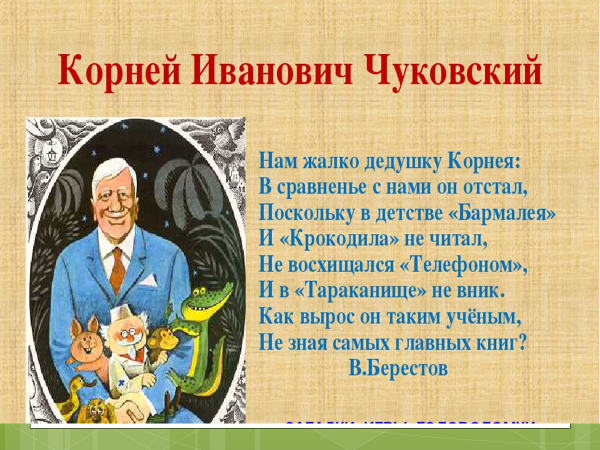 Корней Иванович Чуковский
Нам жалко дедушку Корнея:
В сравненье с нами он отстал,
Поскольку в детстве «Бармалея»
И «Крокодила» не читал,
Не восхищался «Телефоном»,
И в «Тараканище» не вник.
Как вырос он таким учёным,
Не зная самых главных книг?
В.Берестов